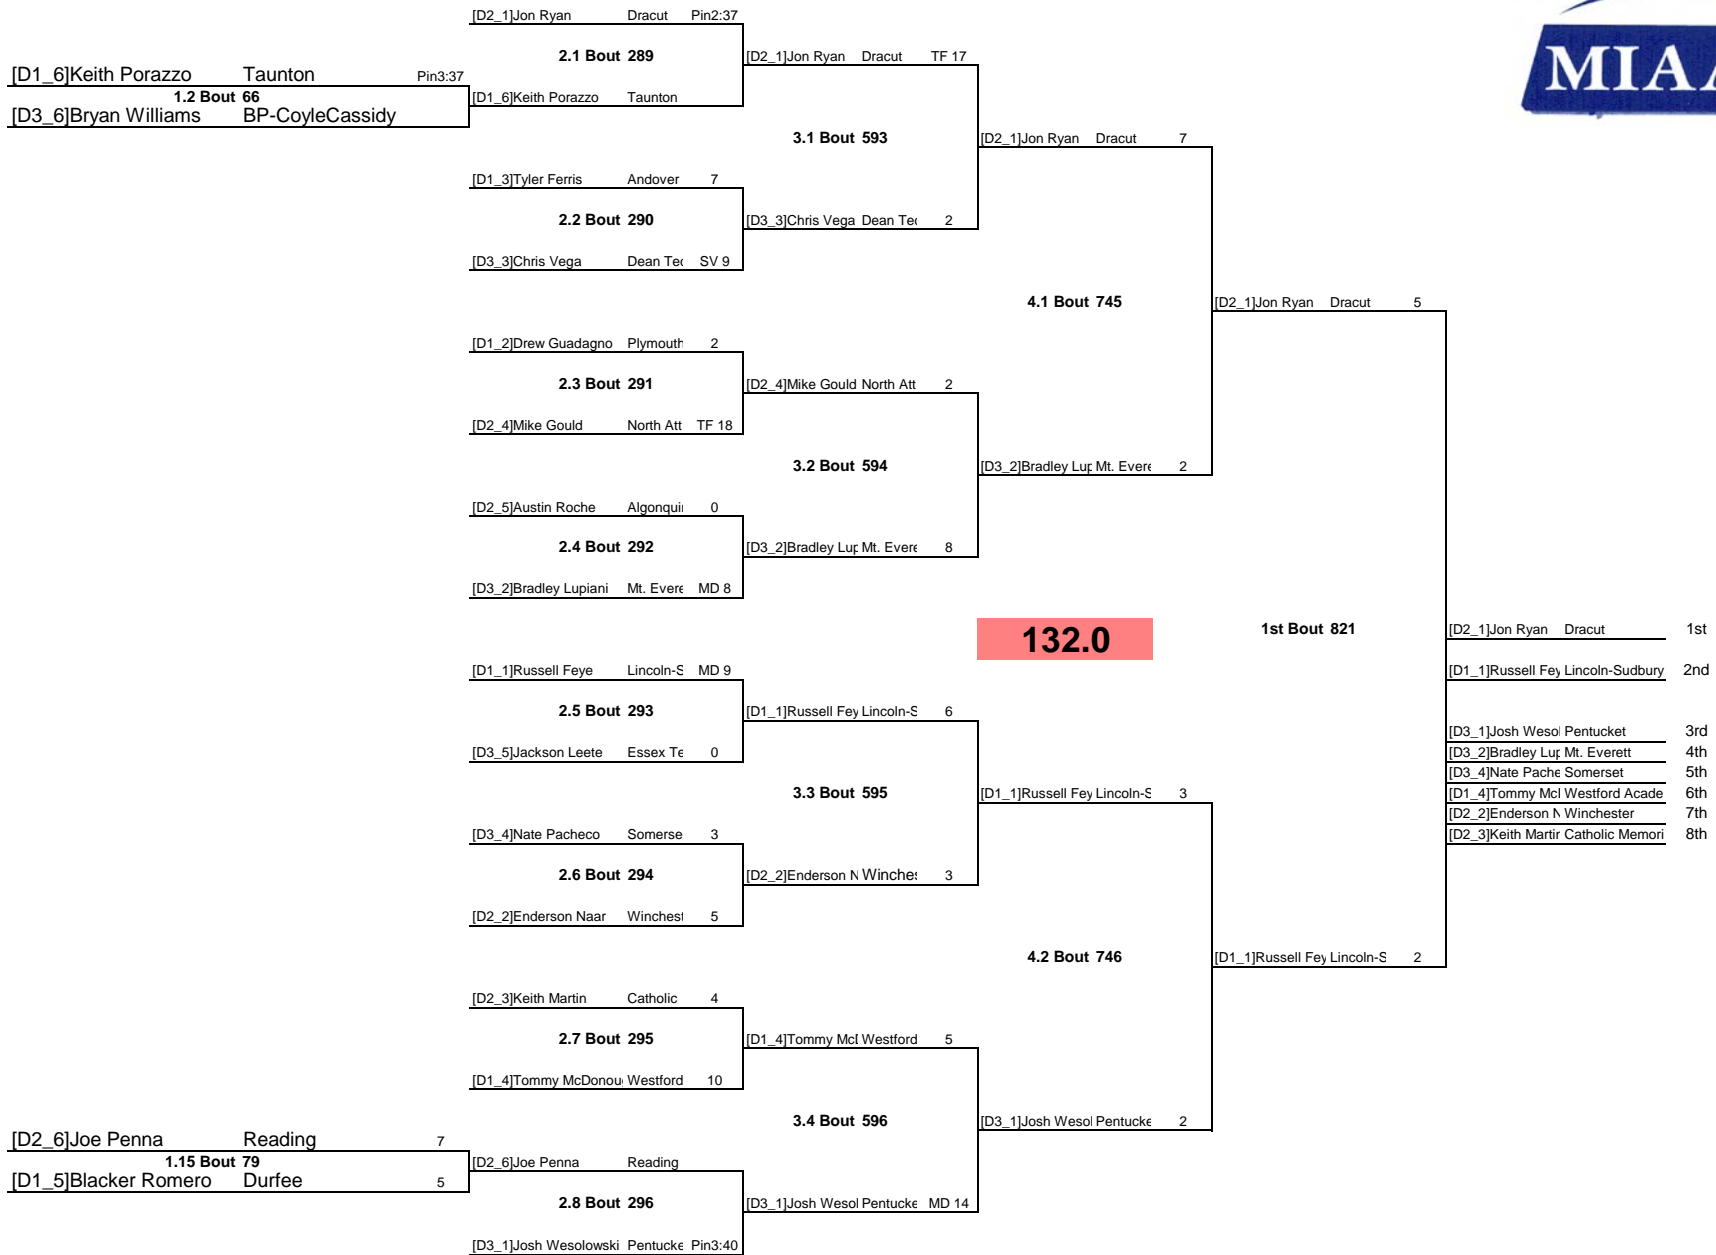 [D2_1]Jon Ryan Dracut Pin2:37
2.1 Bout 289
[D2_1]Jon Ryan Dracut TF 17
MIAA
[D1_6]Keith Porazzo Taunton Pin3:37
1.2 Bout 66
[D1_6]Keith Porazzo Taunton
[D3_6]Bryan Williams BP-CoyleCassidy
3.1 Bout 593
[D2_1]Jon Ryan Dracut 7
[D1_3]Tyler Ferris Andover 7
2.2 Bout 290
[D3_3]Chris Vega Dean Tec 2
[D3_3]Chris Vega Dean Tec SV 9
4.1 Bout 745
[D2_1]Jon Ryan Dracut 5
[D1_2]Drew Guadagno Plymouth 2
2.3 Bout 291
[D2_4]Mike Gould North Att 2
[D2_4]Mike Gould North Att TF 18
3.2 Bout 594
[D3_2]Bradley Lup Mt. Evere 2
[D2_5]Austin Roche Algonqui 0
2.4 Bout 292
[D3_2]Bradley Lup Mt. Evere 8
[D3_2]Bradley Lupiani Mt. Evere MD 8
132.0
1st Bout 821
[D2_1]Jon Ryan Dracut 1st
[D1_1]Russell Feye Lincoln-S MD 9
[D1_1]Russell Fey Lincoln-Sudbury 2nd
2.5 Bout 293
[D1_1]Russell Fey Lincoln-S 6
[D3_1]Josh Wesol Pentucket 3rd
[D3_5]Jackson Leete Essex Te 0
[D3_2]Bradley Lup Mt. Everett 4th
[D3_4]Nate Pache Somerset 5th
3.3 Bout 595
[D1_1]Russell Fey Lincoln-S 3
[D1_4]Tommy McI Westford Acade 6th
[D2_2]Enderson N Winchester 7th
[D3_4]Nate Pacheco Somerse 3
[D2_3]Keith Martin Catholic Memori 8th
2.6 Bout 294
[D2_2]Enderson N Winches 3
[D2_2]Enderson Naar Winchest 5
4.2 Bout 746
[D1_1]Russell Fey Lincoln-S 2
[D2_3]Keith Martin Catholic 4
2.7 Bout 295
[D1_4]Tommy McI Westford 5
[D1_4]Tommy McDonou Westford 10
3.4 Bout 596
[D3_1]Josh Wesol Pentucke 2
[D2_6]Joe Penna Reading 7
1.15 Bout 79
[D2_6]Joe Penna Reading
[D1_5]Blacker Romero Durfee 5
2.8 Bout 296
[D3_1]Josh Wesol Pentucke MD 14
[D3_1]Josh Wesolowski Pentucke Pin3:40